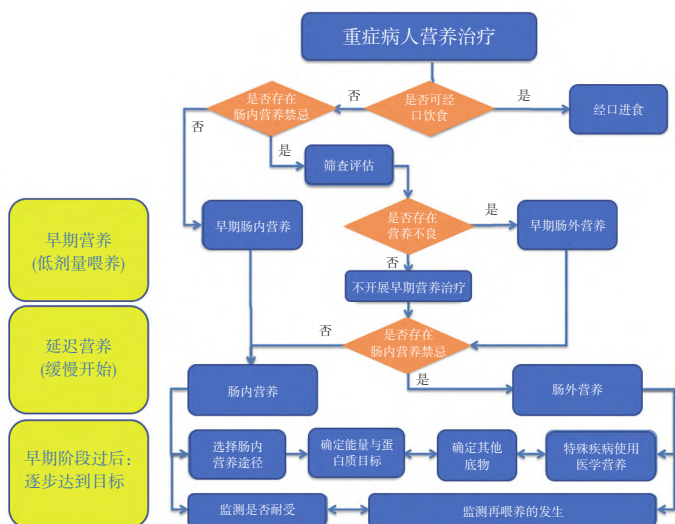 重症病人营养治疗
是否存在
肠内营养禁忌
否
是否可经
口饮食
是
经口进食
否
是
筛查评估
早期营养
(低剂量喂养)
早期肠内营养
是否存在
营养不良
是
早期肠外营养
否
不开展早期营养治疗
延迟营养
(缓慢开始)
否
是否存在
肠内营养禁忌
是
肠内营养
肠外营养
早期阶段过后：
逐步达到目标
选择肠内
营养途径
确定能量与蛋
白质目标
确定其他
底物
特殊疾病使用
医学营养
监测是否耐受
监测再喂养的发生